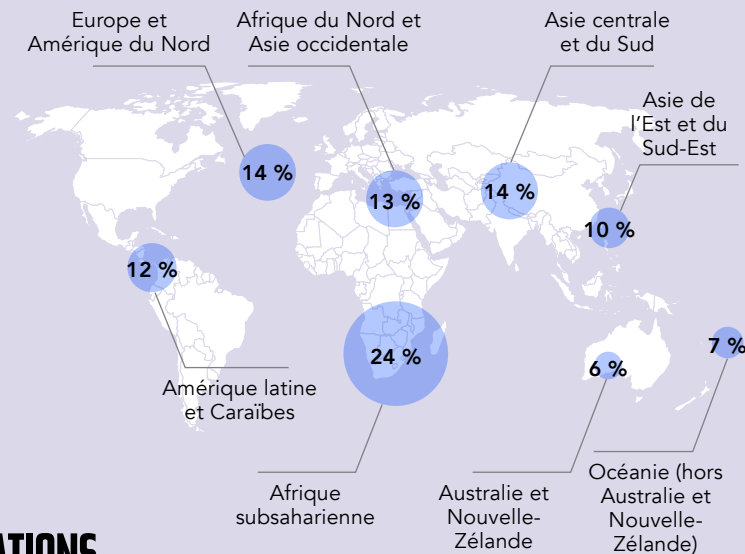 Europe et
Amérique du Nord
Afrique du Nord et
Asie occidentale
Asie centrale
et du Sud
Asie de
l'Est et du
Sud-Est
14 %
13 %
14 %
10 %
12 %
24 %
6 %
7 %
Amérique latine
et Caraïbes
Afrique
subsaharienne
Australie et
Nouvelle-
Zélande
Océanie (hors
Australie et
Nouvelle-
Zélande)